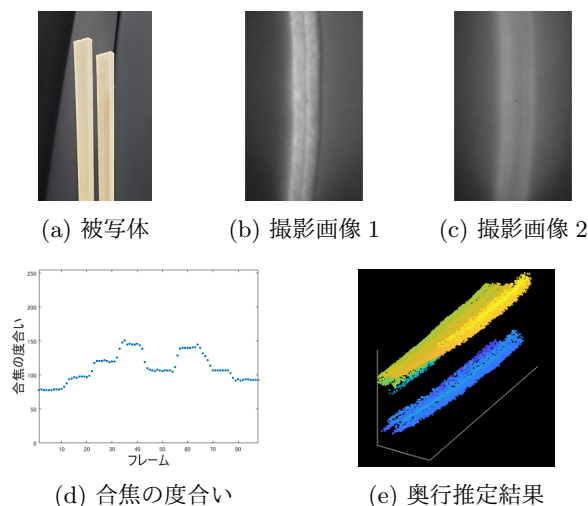 (a) 被写体
(b) 撮影画像 1
(c) 撮影画像 2
合焦の度合い
250
200
150
100
50
0
10 20 30 40 50 60 70 80
フレーム
(d) 合焦の度合い
(e) 奥行推定結果